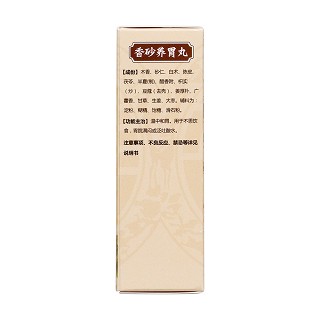 香砂养胃丸
【成份】木香、砂仁、白术、陈皮、
茯苓、半夏(制)、醋香附、枳实
(炒)、豆蔻(去壳)、姜厚朴、广
藿香、甘草、生姜、大枣。辅料为:
淀粉、糊精、桃糖、滑石粉。
【功能主治】温中和胃。用于不思饮
食，胃脘满闷或泛吐酸水。
注意事项、不良反应、禁忌等详见
说明书